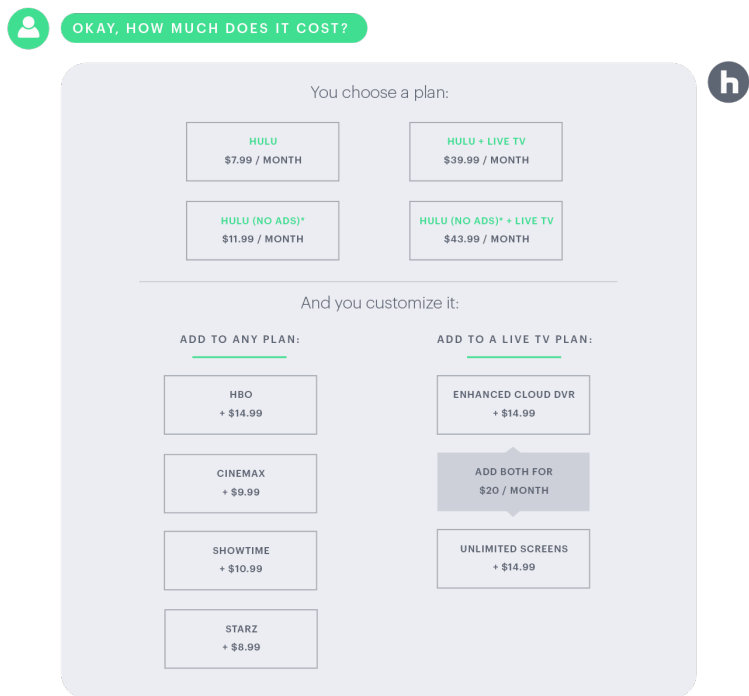 OKAY, HOW MUCH DOES IT COST?
h
You choose a plan:
HULU
$7.99 / MONTH
HULU + LIVE TV
$39.99 / MONTH
HULU (NO ADS)*
$11.99 / MONTH
HULU (NO ADS)* + LIVE TV
$43.99 / MONTH
And you customize it:
ADD TO ANY PLAN:
HBO
+ $14.99
CINEMAX
+ $9.99
SHOWTIME
+ $10.99
STARZ
+ $8.99
ADD TO A LIVE TV PLAN:
ENHANCED CLOUD DVR
+ $14.99
ADD BOTH FOR
$20 / MONTH
UNLIMITED SCREENS
+ $14.99